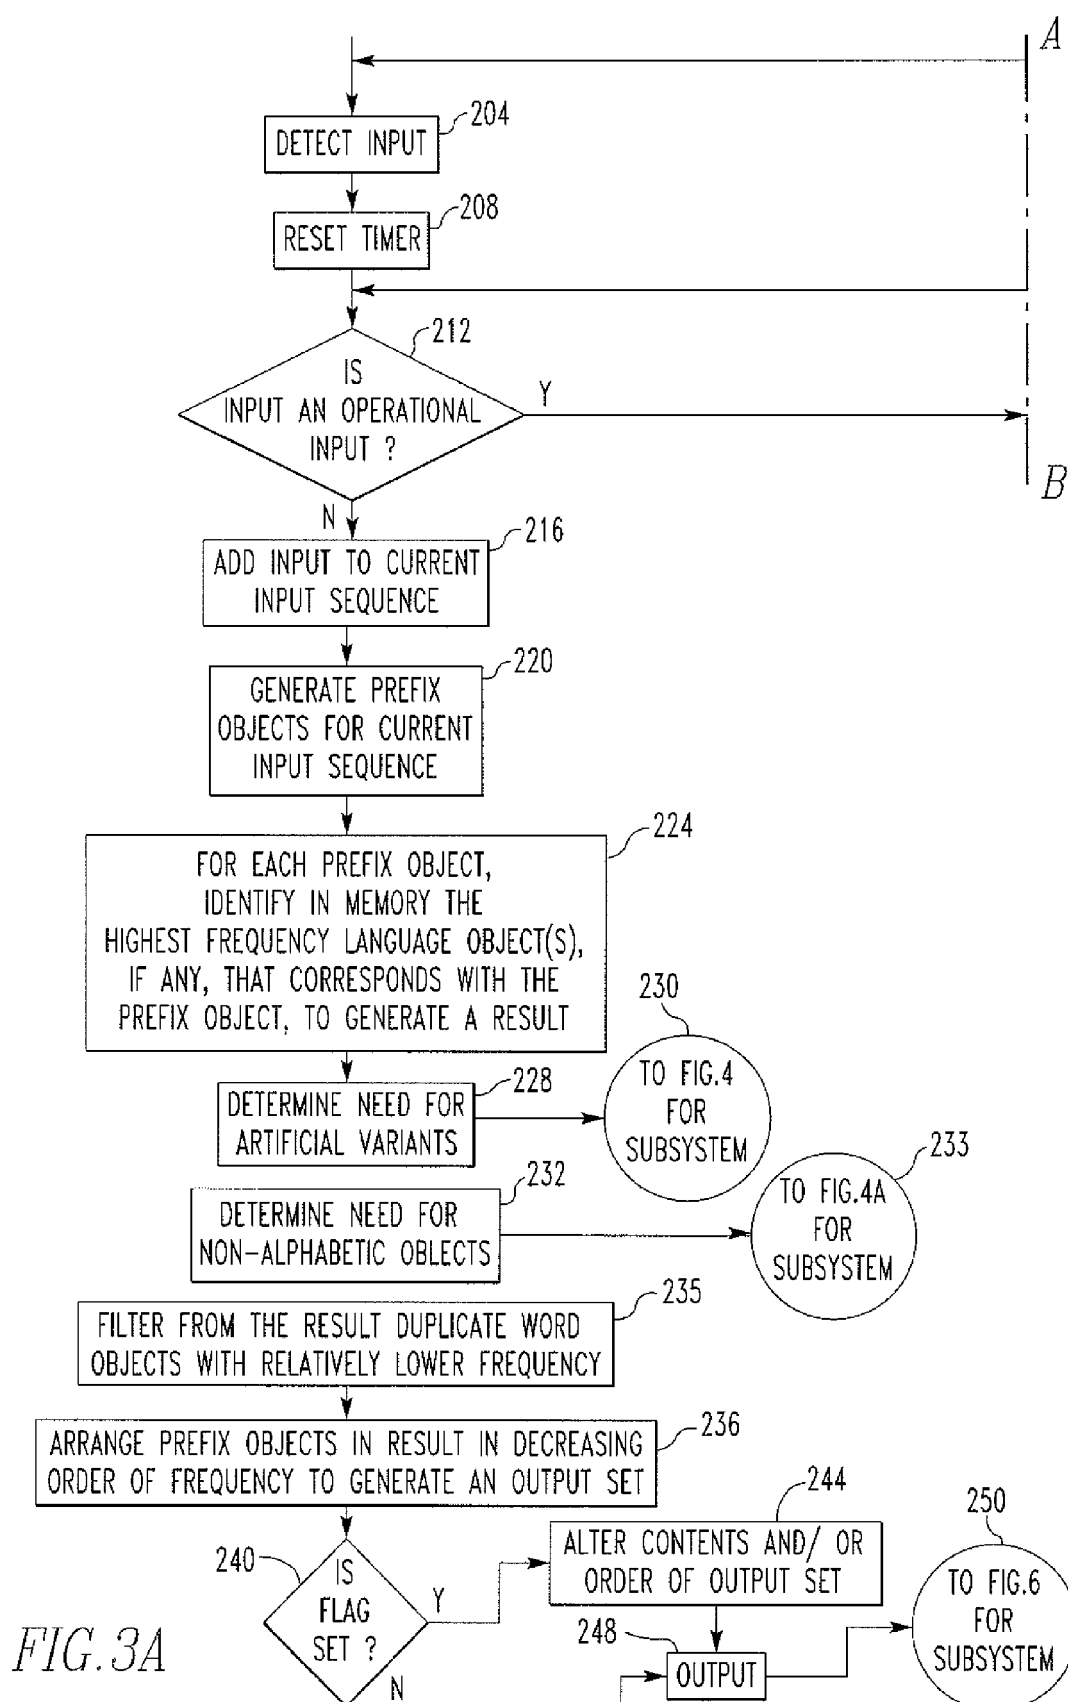 A
204
DETECT INPUT
208
RESET TIMER
212
IS
INPUT AN OPERATIONAL
INPUT ?
Y
B
N
216
ADD INPUT TO CURRENT
INPUT SEQUENCE
220
GENERATE PREFIX
OBJECTS FOR CURRENT
INPUT SEQUENCE
224
FOR EACH PREFIX OBJECT,
IDENTIFY IN MEMORY THE
HIGHEST FREQUENCY LANGUAGE OBJECT(S),
IF ANY, THAT CORRESPONDS WITH THE
PREFIX OBJECT, TO GENERATE A RESULT
230
TO FIG.4
FOR
SUBSYSTEM
228
DETERMINE NEED FOR
ARTIFICIAL VARIANTS
233
TO FIG.4A
FOR
SUBSYSTEM
232
DETERMINE NEED FOR
NON-ALPHABETIC OBLECTS
235
FILTER FROM THE RESULT DUPLICATE WORD
OBJECTS WITH RELATIVELY LOWER FREQUENCY
236
ARRANGE PREFIX OBJECTS IN RESULT IN DECREASING
ORDER OF FREQUENCY TO GENERATE AN OUTPUT SET
240
IS
FLAG
SET ?
Y
N
244
ALTER CONTENTS AND/ OR
ORDER OF OUTPUT SET
248
OUTPUT
250
TO FIG.6
FOR
SUBSYSTEM
FIG.3A